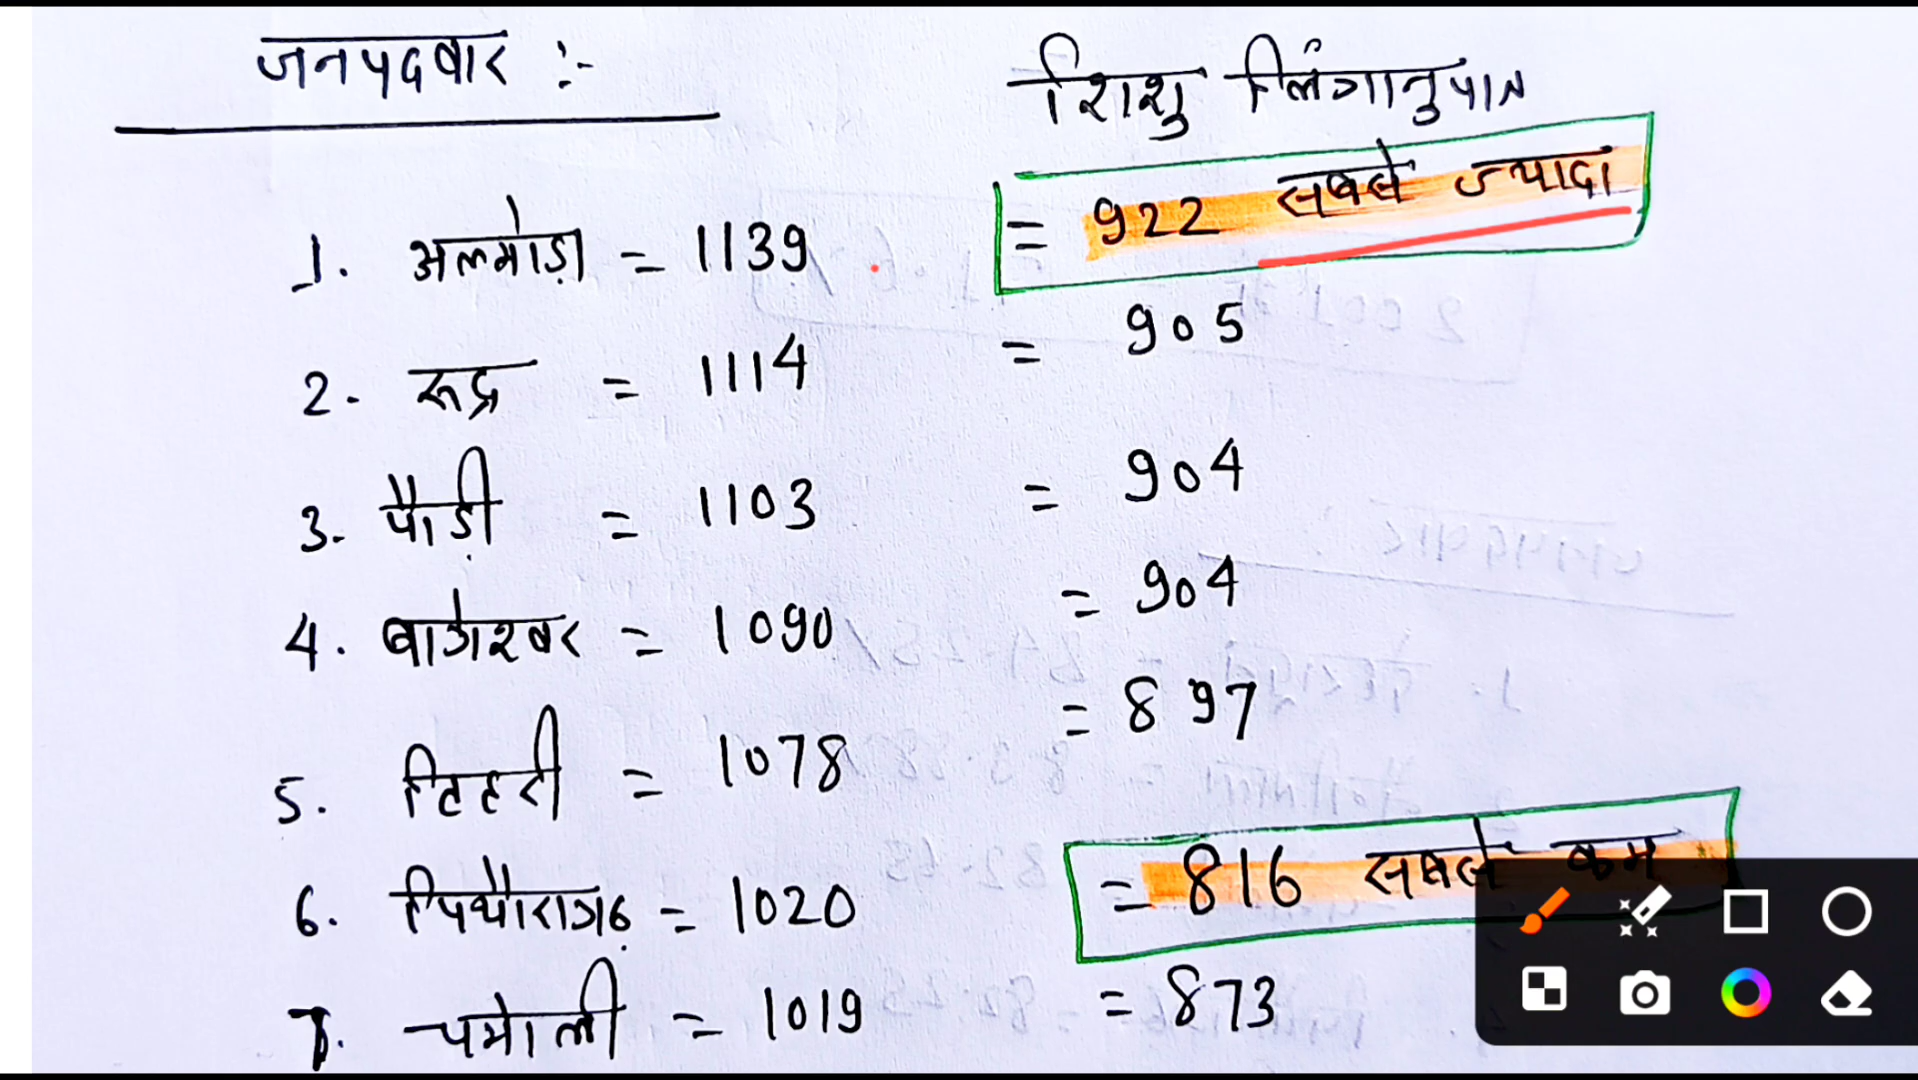 जनपदवार :-
शिशु लिंगानुपात
1. अल्मोड़ा = 1139 = 922 सबसे ज्यादा
2. रूद्र = 1114 = 905
3. पौड़ी = 1103 = 904
4. बागेश्वर = 1090 = 904
5. टिहरी = 1078 = 897
6. पिथौरागढ़ = 1020 = 816 सबसे कम
7. चमोली = 1019 = 873